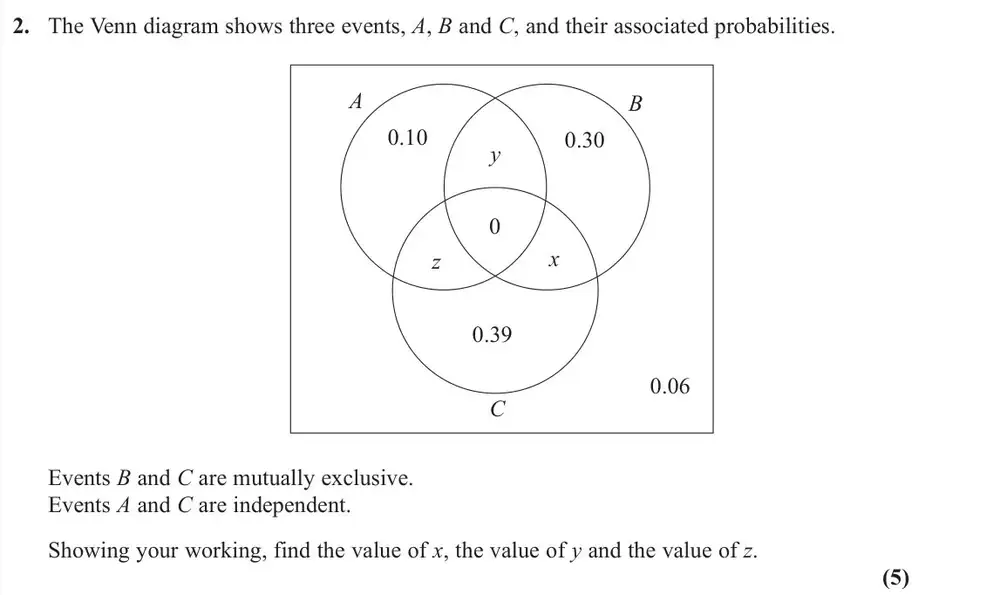 2. The Venn diagram shows three events, A, B and C, and their associated probabilities.
A
B
0.10
0.30
y
0
z
x
0.39
0.06
C
Events B and C are mutually exclusive.
Events A and C are independent.
Showing your working, find the value of x, the value of y and the value of z.
(5)